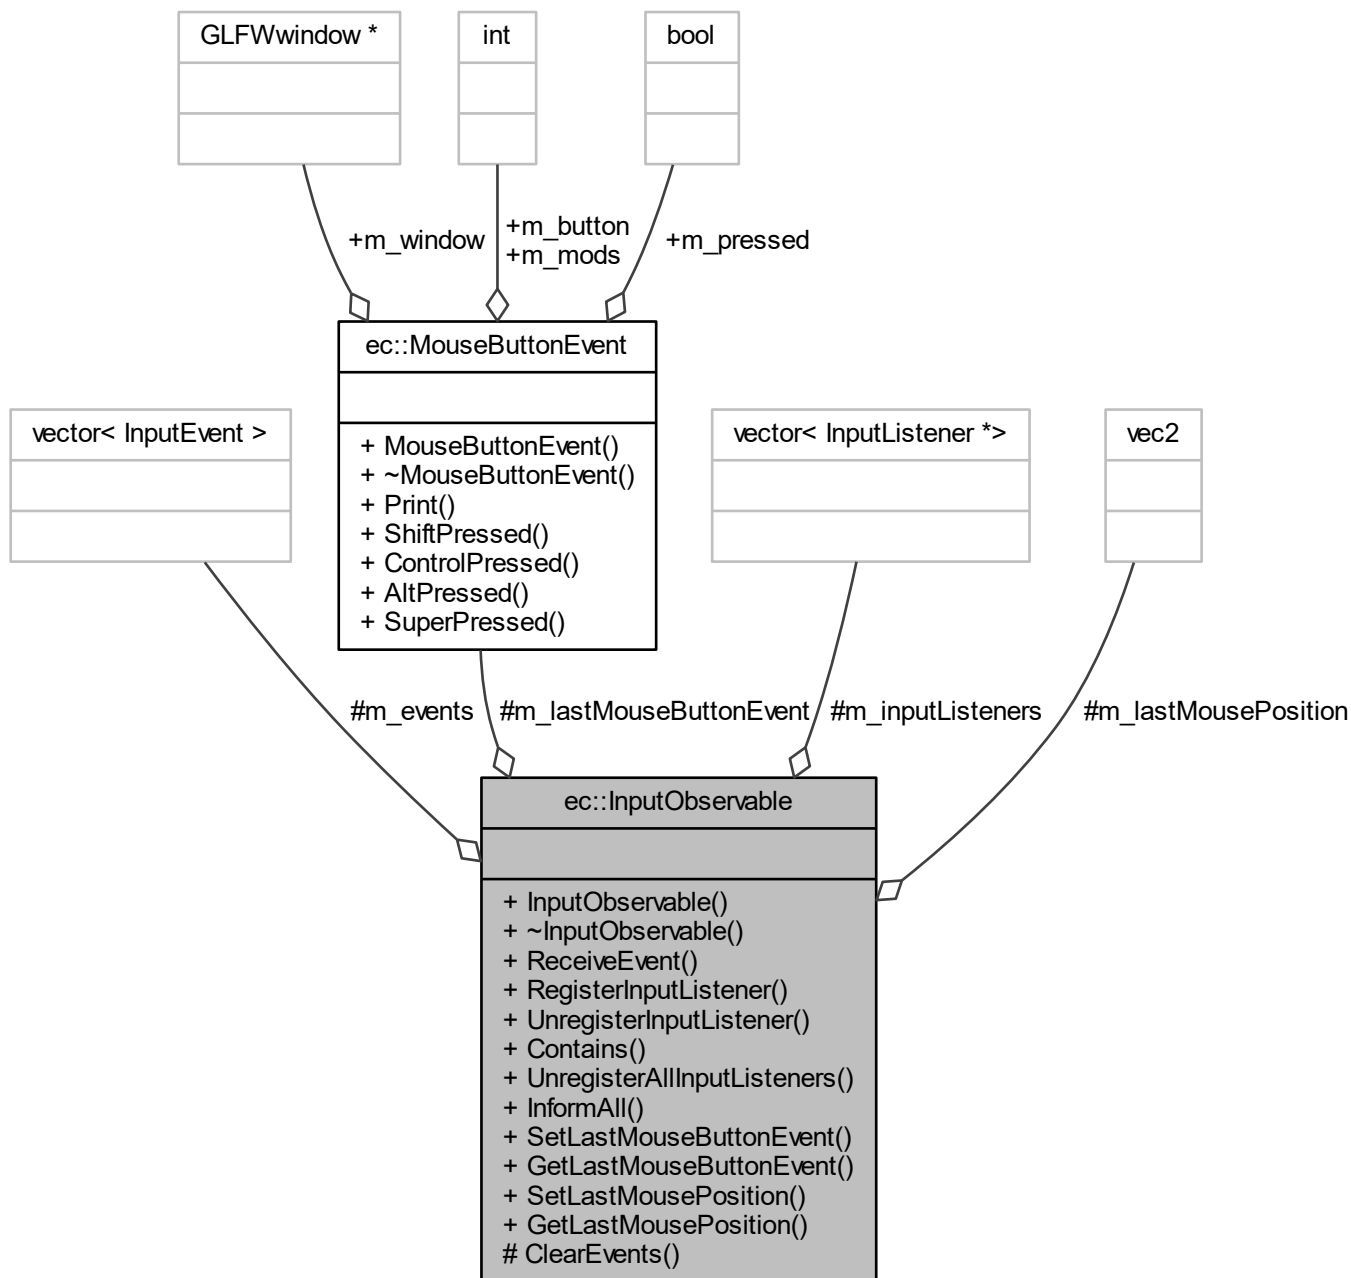 GLFWwindow *
int
bool
+m_window
+m_button
+m_mods
+m_pressed
ec::MouseButtonEvent
+ MouseButtonEvent()
+ ~MouseButtonEvent()
+ Print()
+ ShiftPressed()
+ ControlPressed()
+ AltPressed()
+ SuperPressed()
vector< InputEvent >
vector< InputListener *>
vec2
#m_events
#m_lastMouseButtonEvent
#m_inputListeners
#m_lastMousePosition
ec::InputObservable
+ InputObservable()
+ ~InputObservable()
+ ReceiveEvent()
+ RegisterInputListener()
+ UnregisterInputListener()
+ Contains()
+ UnregisterAllInputListeners()
+ InformAll()
+ SetLastMouseButtonEvent()
+ GetLastMouseButtonEvent()
+ SetLastMousePosition()
+ GetLastMousePosition()
# ClearEvents()